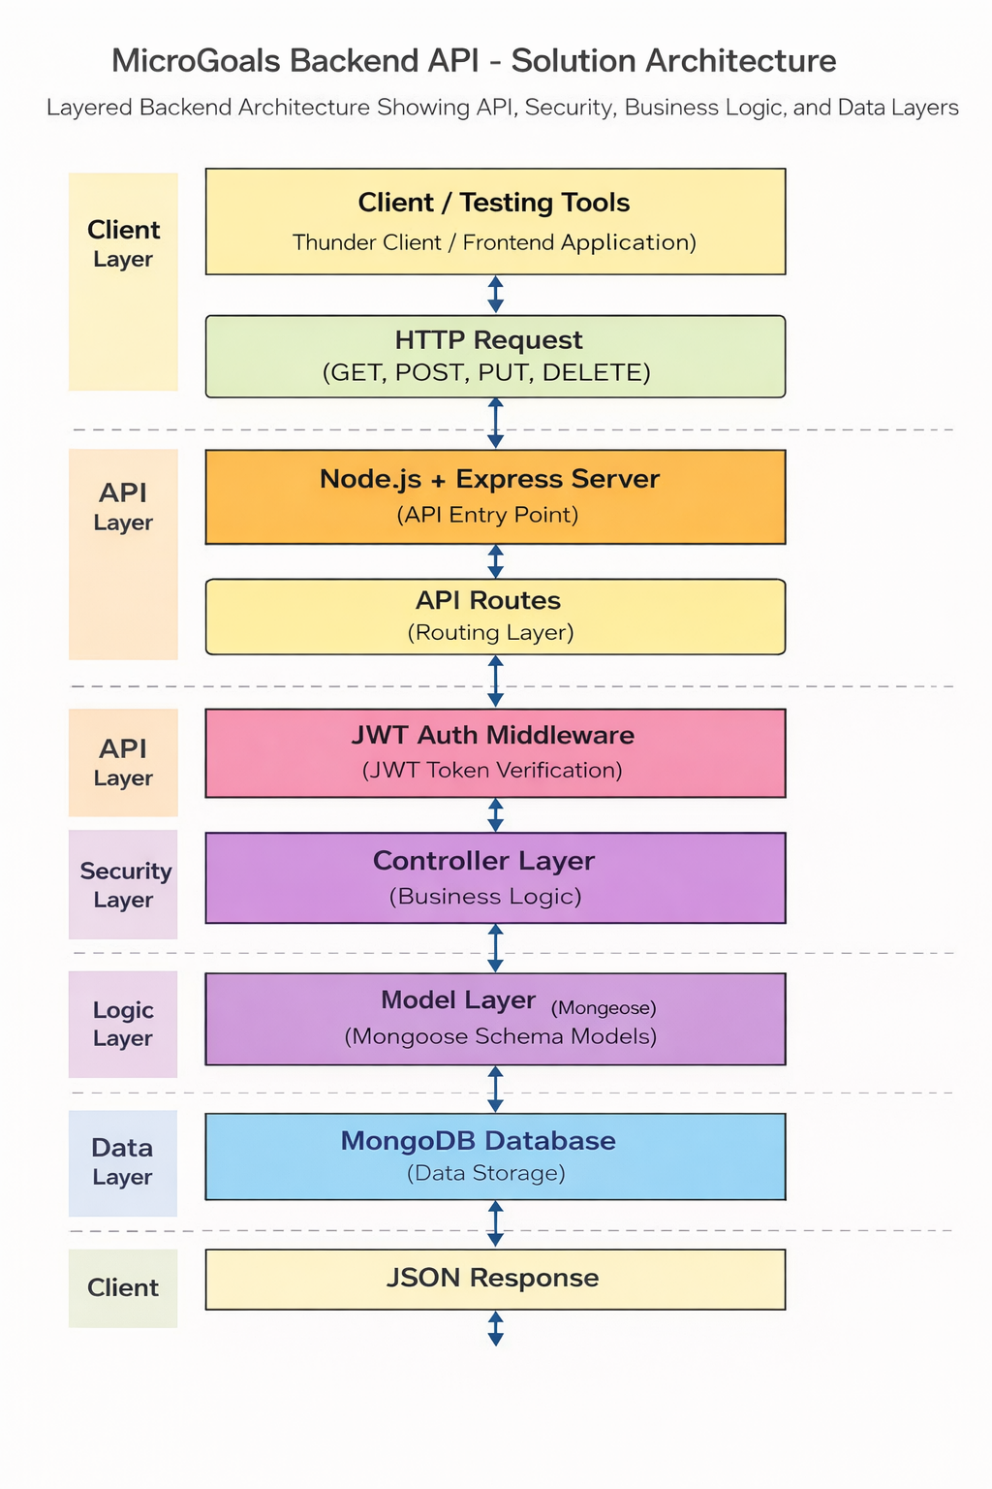 MicroGoals Backend API - Solution Architecture
Layered Backend Architecture Showing API, Security, Business Logic, and Data Layers
Client
Layer
Client / Testing Tools
Thunder Client / Frontend Application)
HTTP Request
(GET, POST, PUT, DELETE)
API
Layer
Node.js + Express Server
(API Entry Point)
API Routes
(Routing Layer)
API
Layer
JWT Auth Middleware
(JWT Token Verification)
Security
Layer
Controller Layer
(Business Logic)
Logic
Layer
Model Layer (Mongeose)
(Mongoose Schema Models)
Data
Layer
MongoDB Database
(Data Storage)
Client
JSON Response